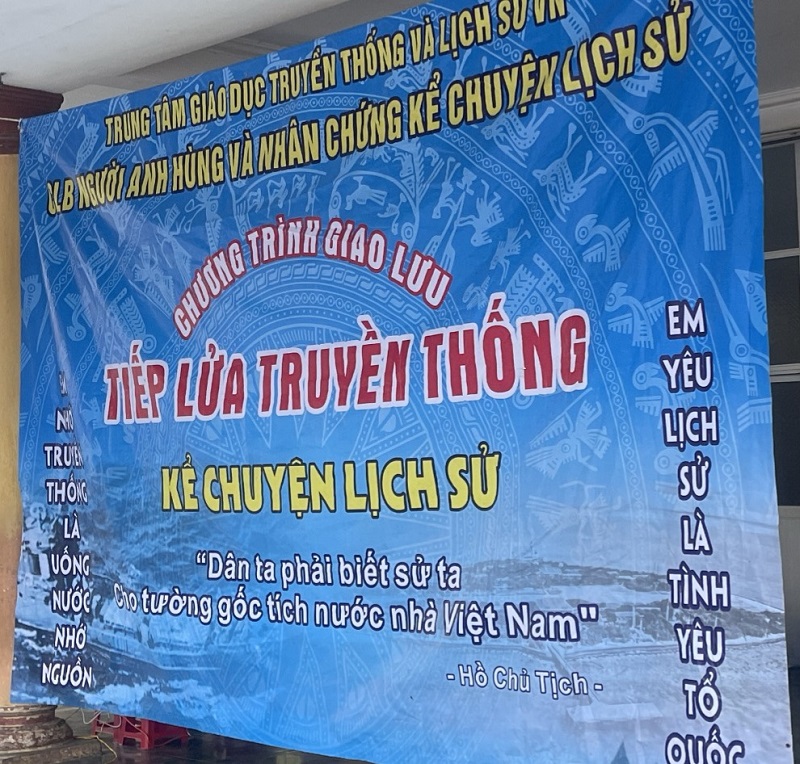 TRUNG TÂM GIÁO DỤC TRUYỀN THỐNG VÀ LỊCH SỬ VN
CLB NGƯỜI ANH HÙNG VÀ NHÂN CHỨNG KỂ CHUYỆN LỊCH SỬ
CHƯƠNG TRÌNH GIAO LƯU
TIẾP LỬA TRUYỀN THỐNG
KỂ CHUYỆN LỊCH SỬ
“Dân ta phải biết sử ta
Cho tường gốc tích nước nhà Việt Nam"
- Hồ Chủ Tịch -
NHỚ
TRUYỀN
THỐNG
LÀ
UỐNG
NƯỚC
NHỚ
NGUỒN
EM
YÊU
LỊCH
SỬ
LÀ
TÌNH
YÊU
TỔ
QUỐC